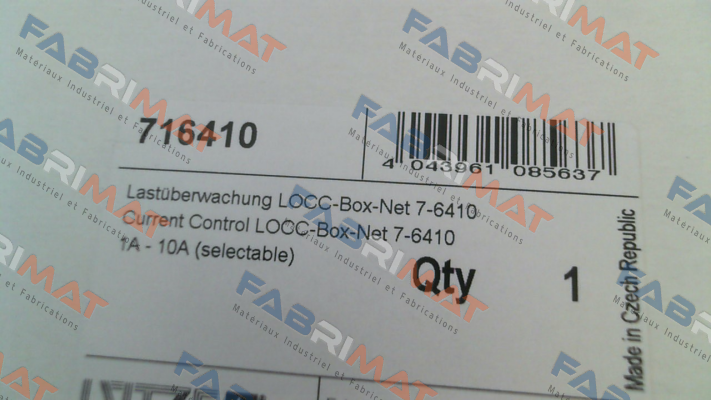 716410
4 043961 085637
Lastüberwachung LOCC-Box-Net 7-6410
Current Control LOCC-Box-Net 7-6410
1A - 10A (selectable)
Qty 1
Made in Czech Republic
FABRIMAT
Materiaux Industriel et Fabrications